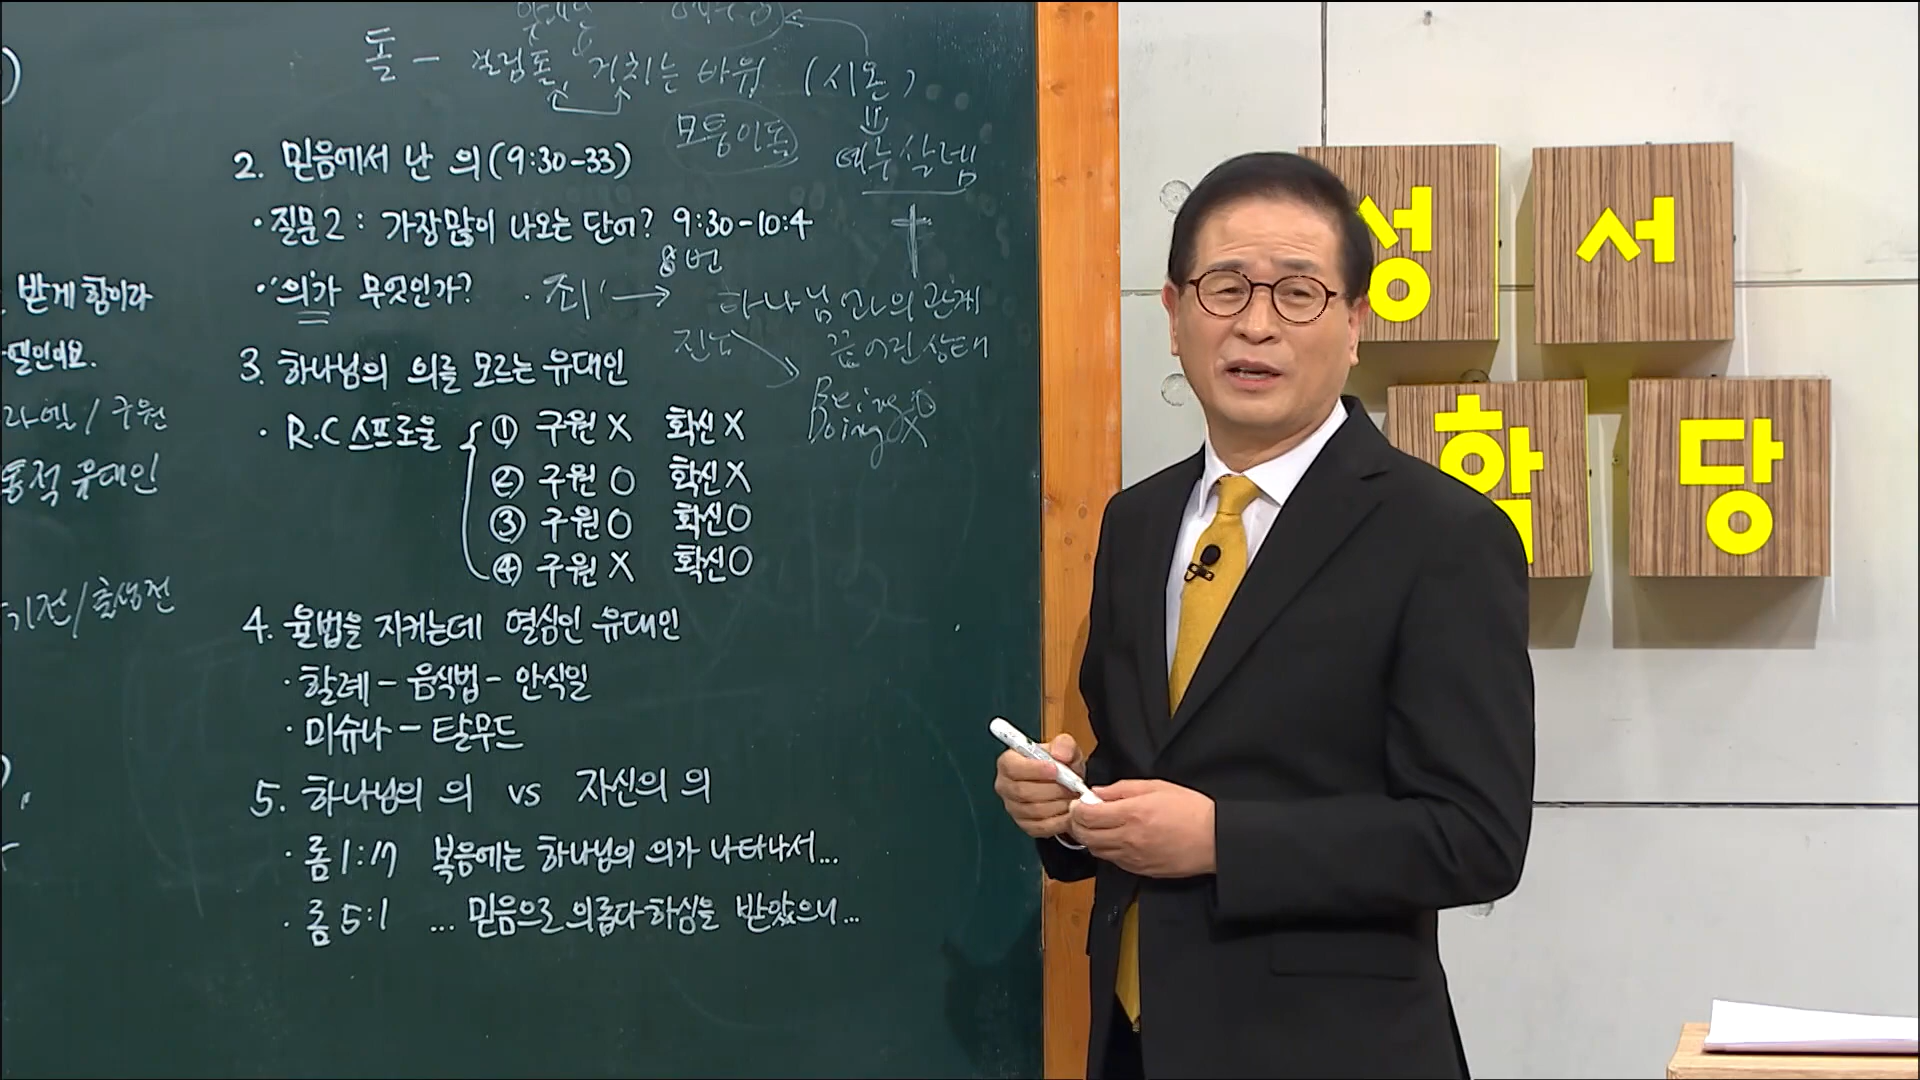 돌 - 걸림돌, 거치는 바위 (시온)
모퉁이돌
예루살렘
2. 믿음에서 난 의(9:30-33)
· 질문2 : 가장많이 나오는 단어? 9:30-10:4
8번
· '의'가 무엇인가? · 죄 → 하나님과의 관계
진노 끊어진 상태
Being O
Doing X
3. 하나님의 의를 모르는 유대인
· R.C 스프로울 ① 구원 X 확신 X
② 구원 O 확신 X
③ 구원 O 확신 O
④ 구원 X 확신 O
4. 율법을 지키는데 열심인 유대인
· 할례 - 음식법 - 안식일
· 미슈나 - 탈무드
5. 하나님의 의 vs 자신의 의
· 롬 1:17 복음에는 하나님의 의가 나타나서...
· 롬 5:1 ... 믿음으로 의롭다하심을 받았으니...
받게 함이라
라엘 / 구원
통적 유대인
기전/출생전
성서
학당